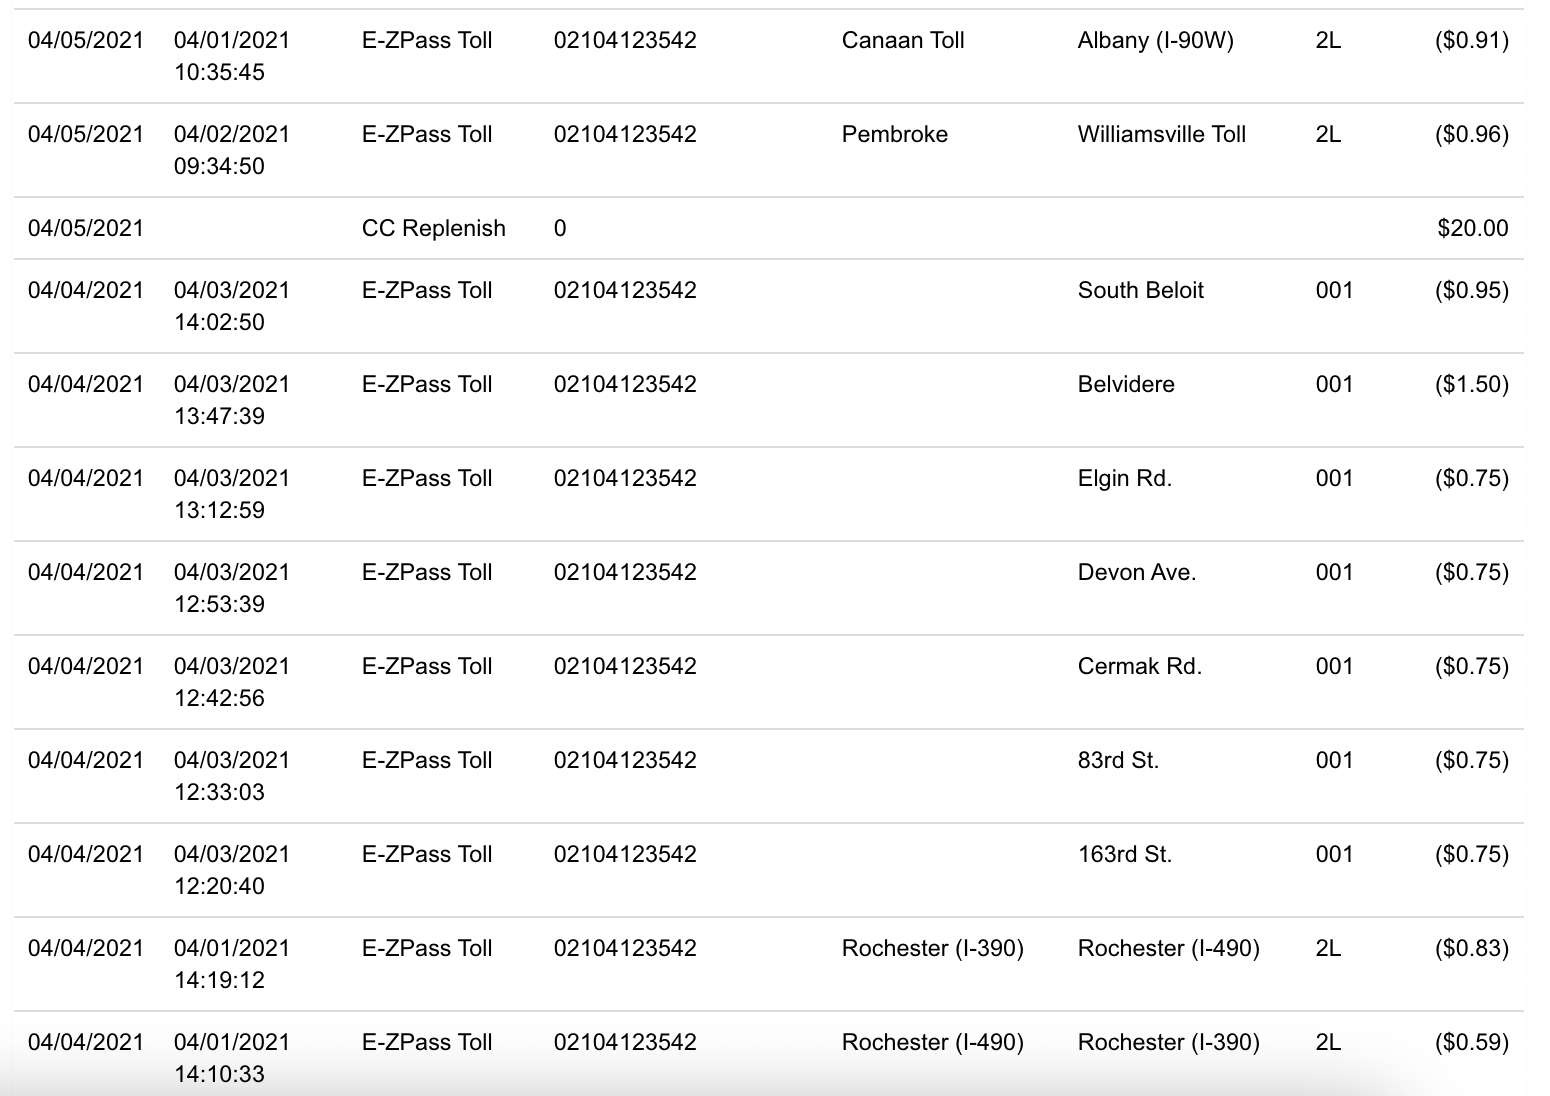 04/05/2021 04/01/2021 E-ZPass Toll 02104123542 Canaan Toll Albany (I-90W) 2L ($0.91)
10:35:45
04/05/2021 04/02/2021 E-ZPass Toll 02104123542 Pembroke Williamsville Toll 2L ($0.96)
09:34:50
04/05/2021 CC Replenish 0 $20.00
04/04/2021 04/03/2021 E-ZPass Toll 02104123542 South Beloit 001 ($0.95)
14:02:50
04/04/2021 04/03/2021 E-ZPass Toll 02104123542 Belvidere 001 ($1.50)
13:47:39
04/04/2021 04/03/2021 E-ZPass Toll 02104123542 Elgin Rd. 001 ($0.75)
13:12:59
04/04/2021 04/03/2021 E-ZPass Toll 02104123542 Devon Ave. 001 ($0.75)
12:53:39
04/04/2021 04/03/2021 E-ZPass Toll 02104123542 Cermak Rd. 001 ($0.75)
12:42:56
04/04/2021 04/03/2021 E-ZPass Toll 02104123542 83rd St. 001 ($0.75)
12:33:03
04/04/2021 04/03/2021 E-ZPass Toll 02104123542 163rd St. 001 ($0.75)
12:20:40
04/04/2021 04/01/2021 E-ZPass Toll 02104123542 Rochester (I-390) Rochester (I-490) 2L ($0.83)
14:19:12
04/04/2021 04/01/2021 E-ZPass Toll 02104123542 Rochester (I-490) Rochester (I-390) 2L ($0.59)
14:10:33